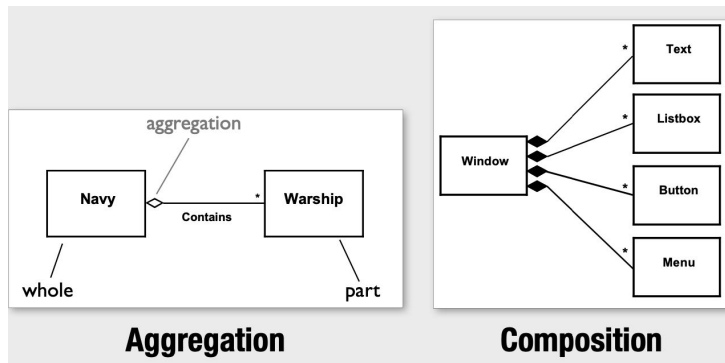 aggregation
Navy
*
Warship
Contains
whole
part
Aggregation
Window
*
Text
*
Listbox
*
Button
*
Menu
Composition